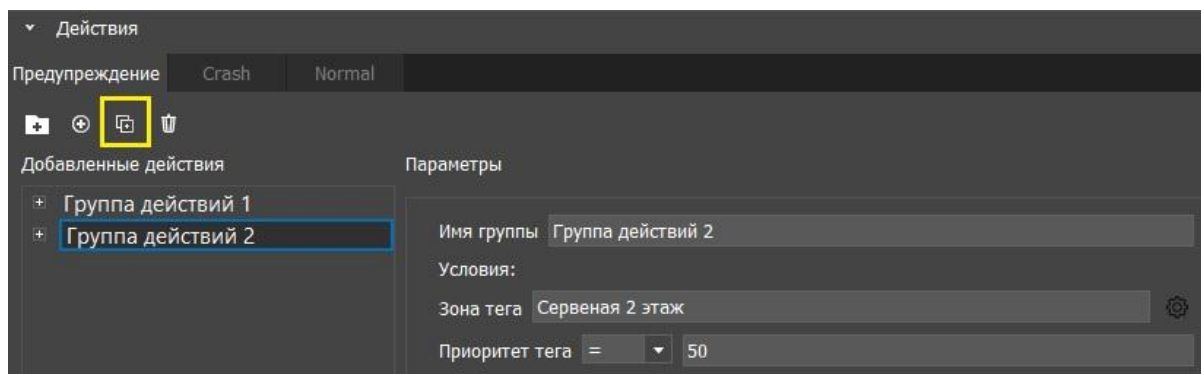 Действия
Предупреждение Crash Normal
Добавленные действия Параметры
Группа действий 1
Группа действий 2
Имя группы Группа действий 2
Условия:
Зона тега Сервеная 2 этаж
Приоритет тега = 50